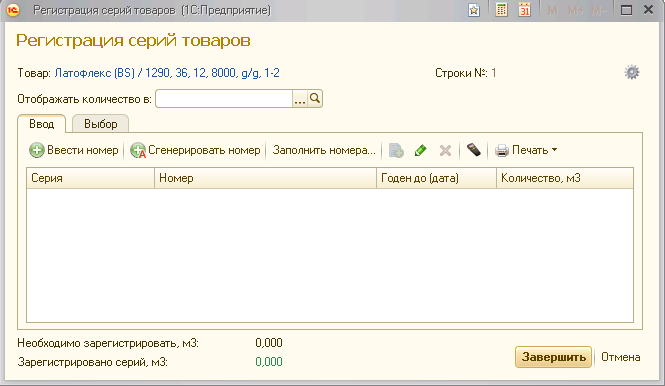 Регистрация серий товаров (1С:Предприятие)
31 M M+ M-
Регистрация серий товаров
Товар: Латофлекс (BS) / 1290, 36, 12, 8000, g/g, 1-2 Строки №: 1
Отображать количество в: ...
Ввод Выбор
Ввести номер Сгенерировать номер Заполнить номера... Печать
Серия Номер Годен до (дата) Количество, м3
Необходимо зарегистрировать, м3: 0,000
Зарегистрировано серий, м3: 0,000
Завершить Отмена